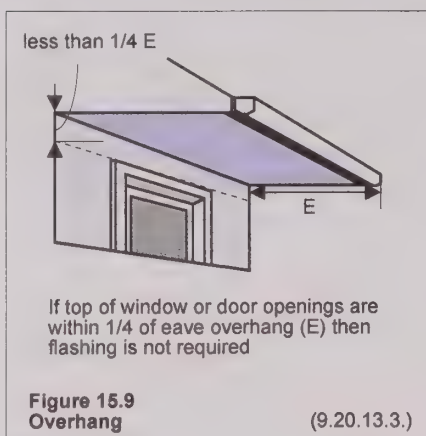 less than 1/4 E
E
If top of window or door openings are
within 1/4 of eave overhang (E) then
flashing is not required
Figure 15.9
Overhang (9.20.13.3.)